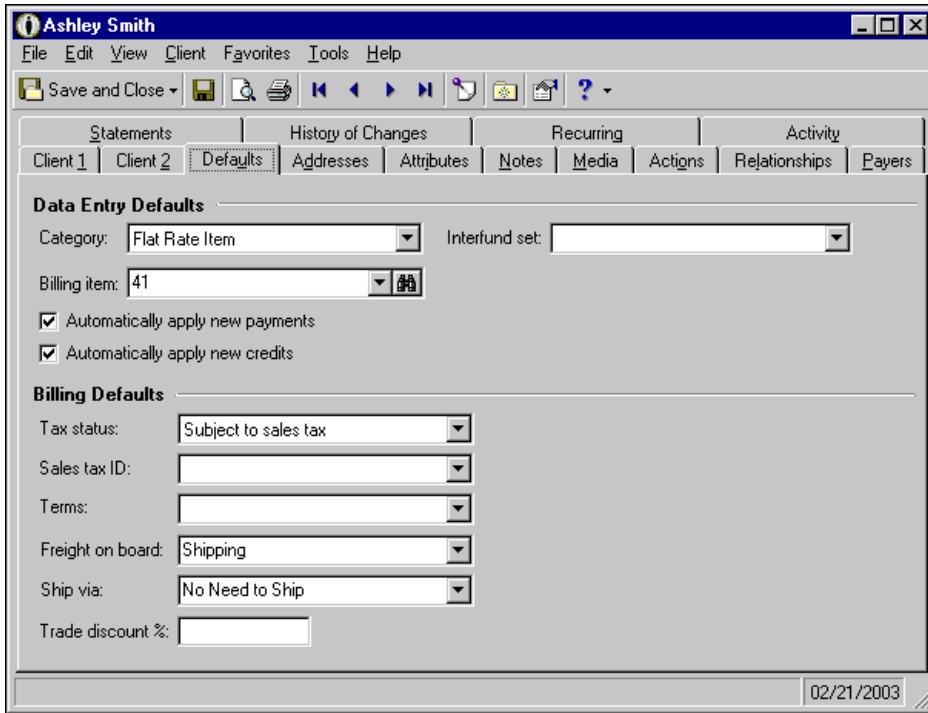 Ashley Smith
File Edit View Client Favorites Tools Help
Save and Close ?
Statements History of Changes Recurring Activity
Client 1 Client 2 Defaults Addresses Attributes Notes Media Actions Relationships Payers
Data Entry Defaults
Category: Flat Rate Item Interfund set:
Billing item: 41
Automatically apply new payments
Automatically apply new credits
Billing Defaults
Tax status: Subject to sales tax
Sales tax ID:
Terms:
Freight on board: Shipping
Ship via: No Need to Ship
Trade discount %:
02/21/2003